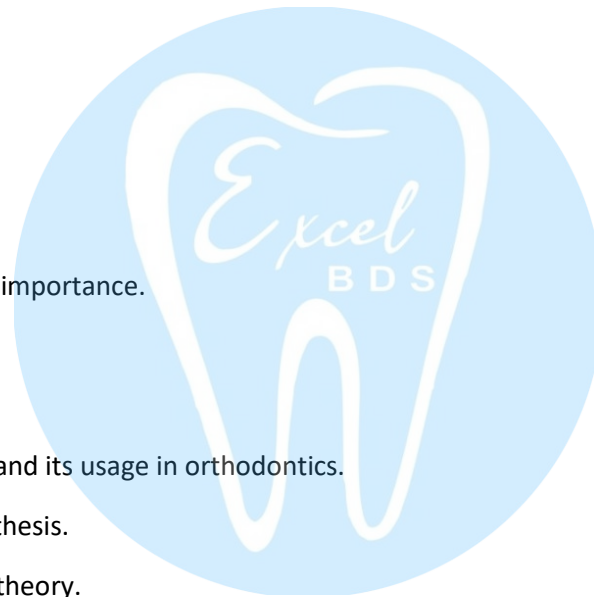 Excel
BDS
importance.
and its usage in orthodontics.
thesis.
theory.